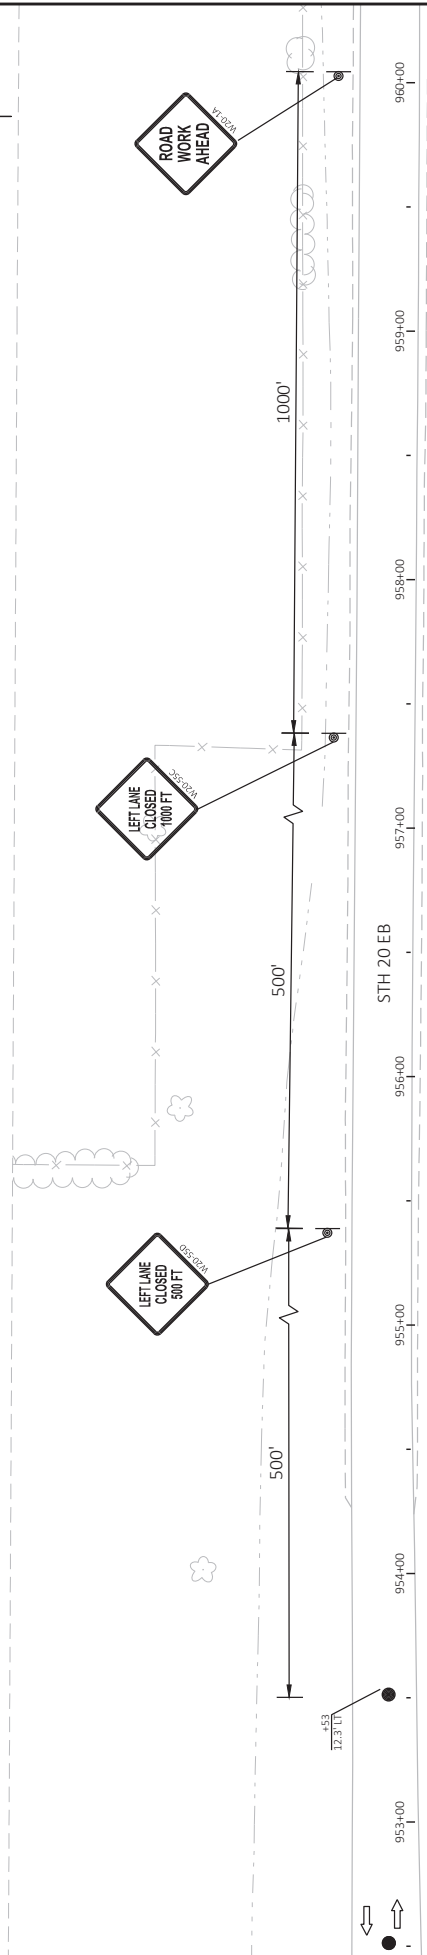 960+00
ROAD
WORK
AHEAD
W20-1A
959+00
1000'
958+00
LEFT LANE
CLOSED
1000 FT
W20-55C
957+00
STH 20 EB
500'
956+00
LEFT LANE
CLOSED
500 FT
W20-55D
955+00
500'
954+00
+53
12.3' LT
953+00